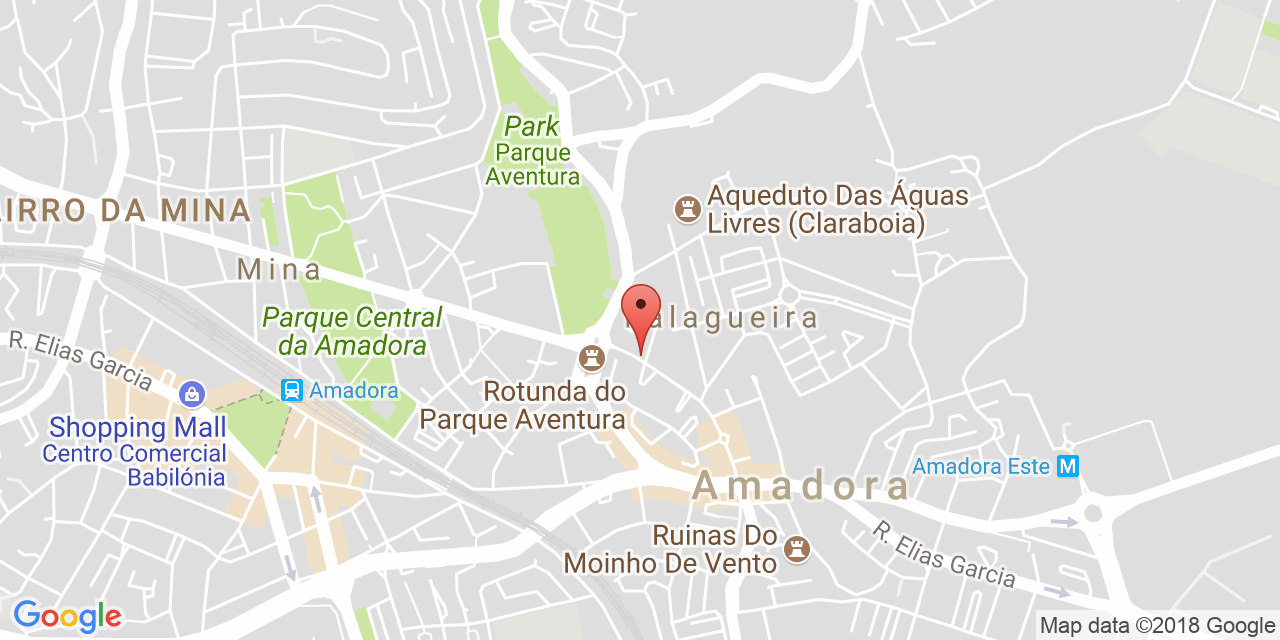 Park
Parque
Aventura
Aqueduto Das Águas
Livres (Claraboia)
IRRO DA MINA
Mina
alagueira
Parque Central
da Amadora
R. Elias Garcia
Amadora
Rotunda do
Parque Aventura
Shopping Mall
Centro Comercial
Babilónia
Amadora Este M
Amadora
Ruinas Do
Moinho De Vento
R. Elias Garcia
Google
Map data ©2018 Google